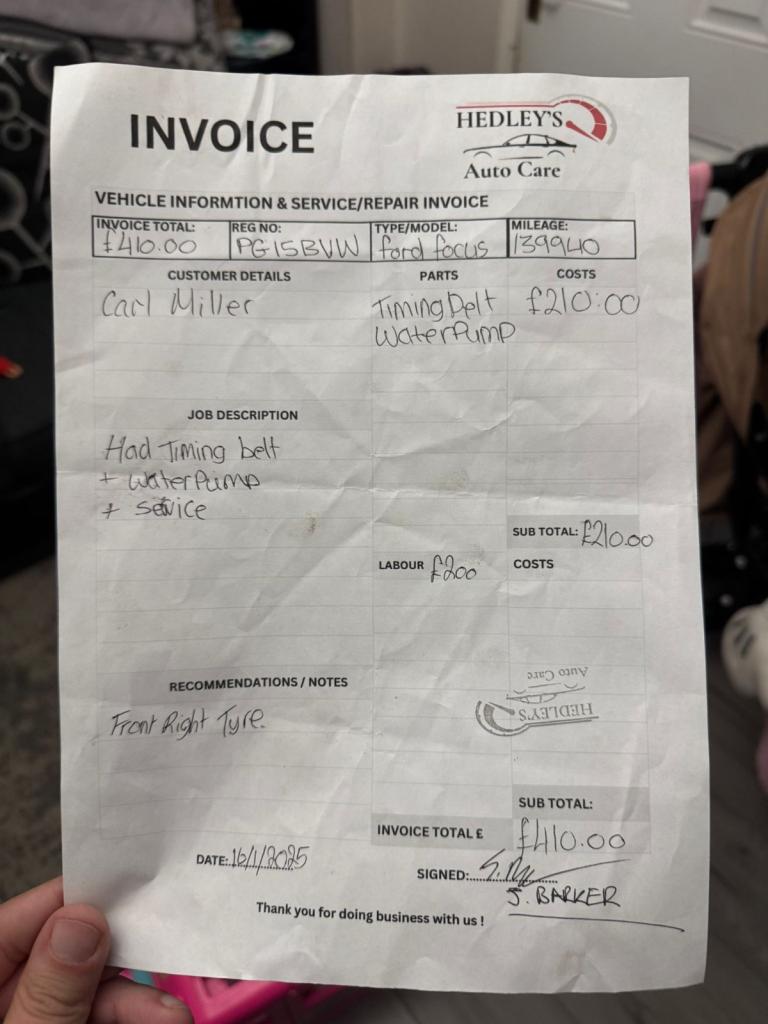 INVOICE
HEDLEY'S
Auto Care
VEHICLE INFORMTION & SERVICE/REPAIR INVOICE
INVOICE TOTAL: REG NO: TYPE/MODEL: MILEAGE:
£410.00 PG15BVW ford focus 139940
CUSTOMER DETAILS PARTS COSTS
Carl Miller Timing Belt £210:00
WaterPump
JOB DESCRIPTION
Had Timing belt
+ WaterPump
+ Service
SUB TOTAL: £210.00
LABOUR £200 COSTS
Auto Care
HEDLEY'S
RECOMMENDATIONS / NOTES
Front Right Tyre.
SUB TOTAL:
INVOICE TOTAL £ £410.00
DATE: 16/1/2025
SIGNED:
J. BARKER
Thank you for doing business with us !